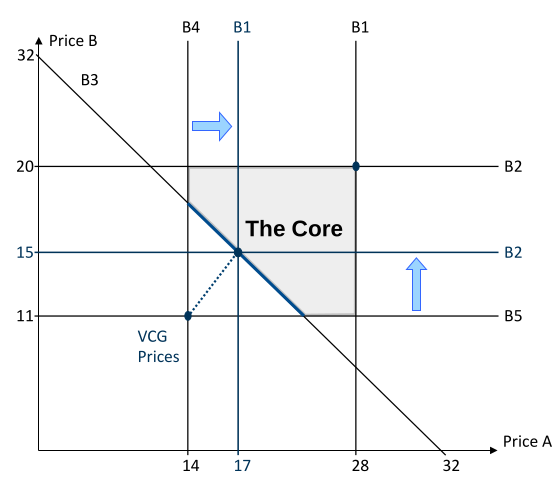 B4 B1 B1
Price B
32
B3
20 B2
The Core
15 B2
11 B5
VCG
Prices
Price A
14 17 28 32